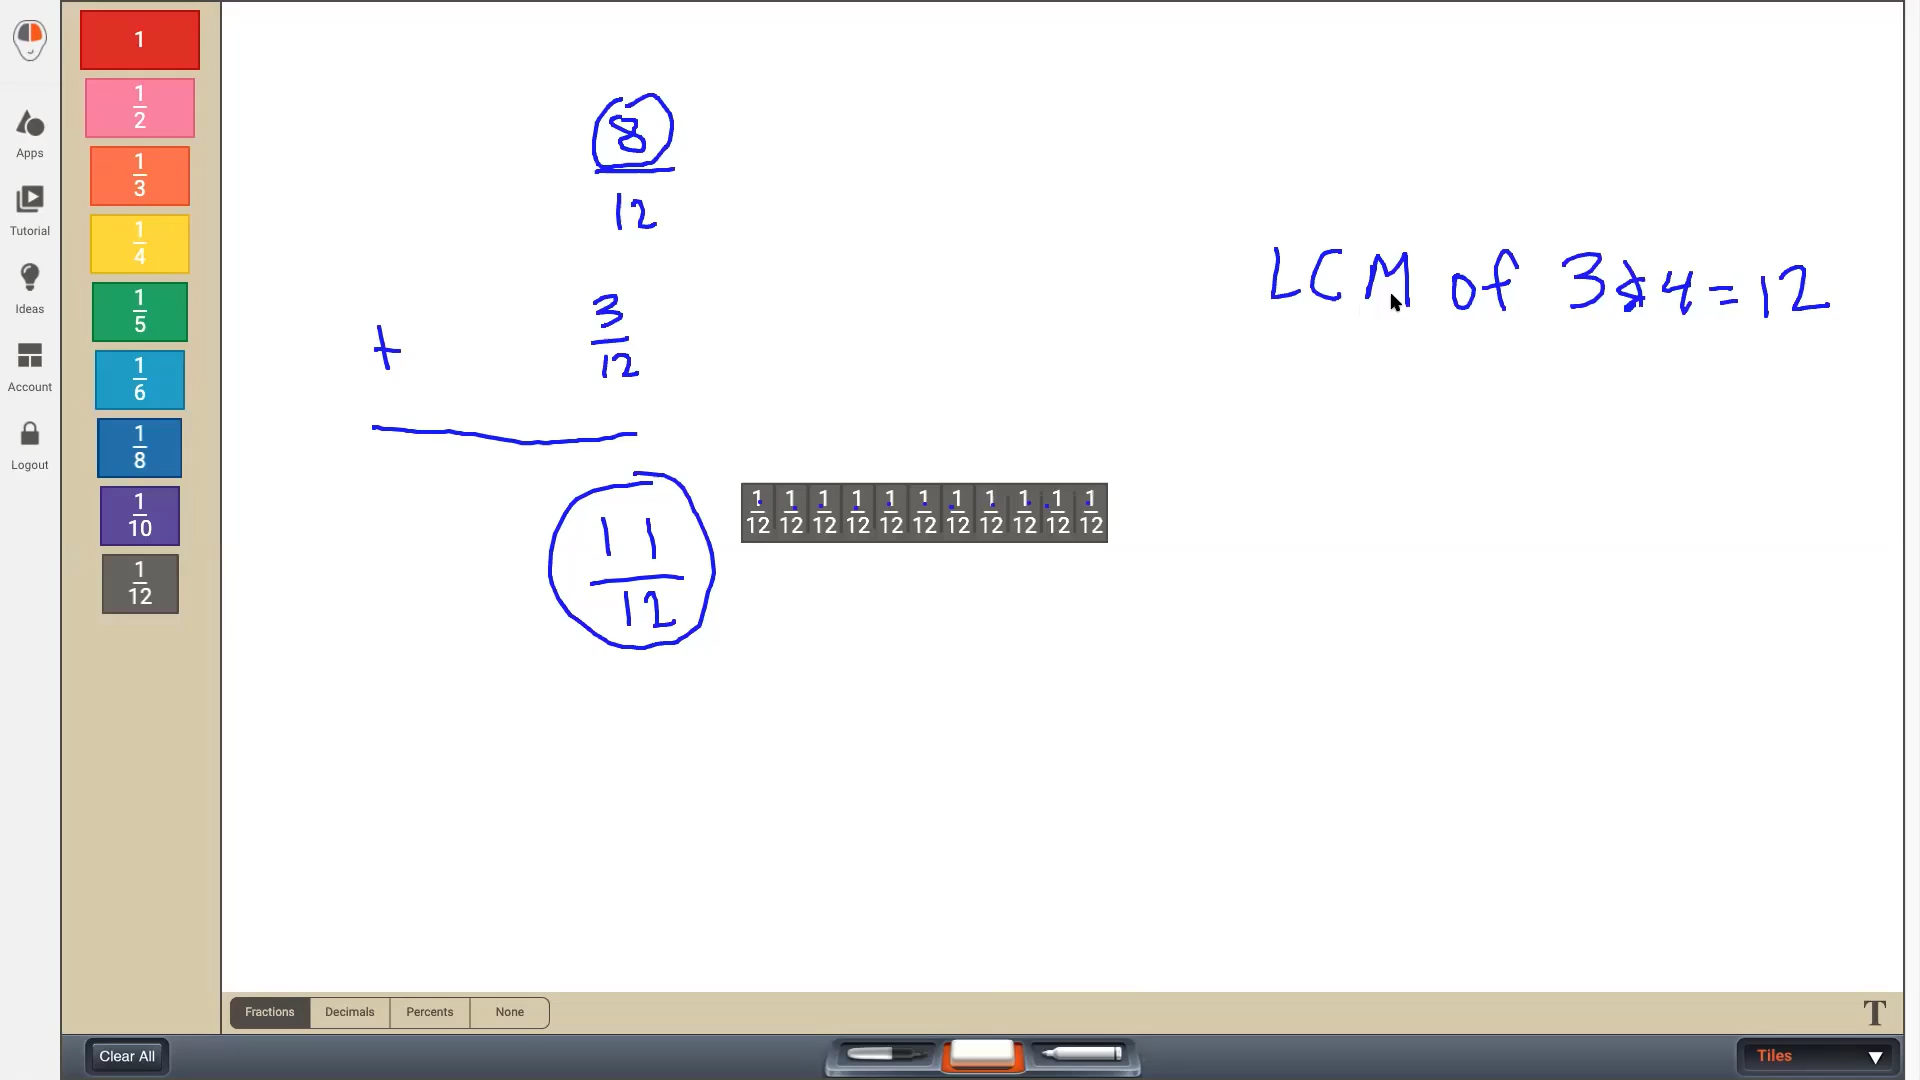 1
1/2
1/3
1/4
1/5
1/6
1/8
1/10
1/12
Apps
Tutorial
Ideas
Account
Logout
8/12
+ 3/12
11/12
1/12 1/12 1/12 1/12 1/12 1/12 1/12 1/12 1/12 1/12 1/12
LCM of 3 & 4 = 12
Fractions Decimals Percents None
T
Clear All
Tiles